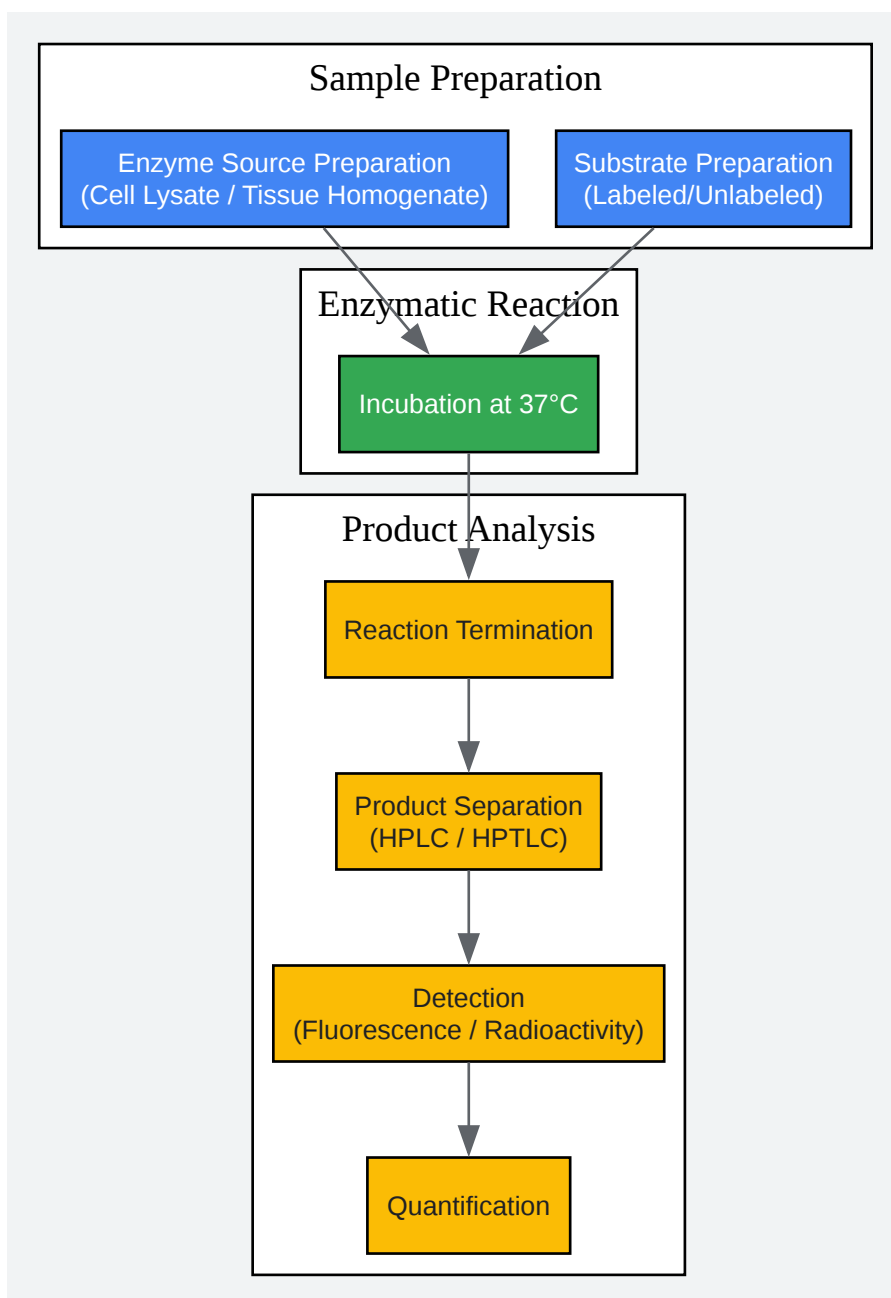 Sample Preparation
Enzyme Source Preparation
(Cell Lysate / Tissue Homogenate)
Substrate Preparation
(Labeled/Unlabeled)
Enzymatic Reaction
Incubation at 37°C
Product Analysis
Reaction Termination
Product Separation
(HPLC / HPTLC)
Detection
(Fluorescence / Radioactivity)
Quantification